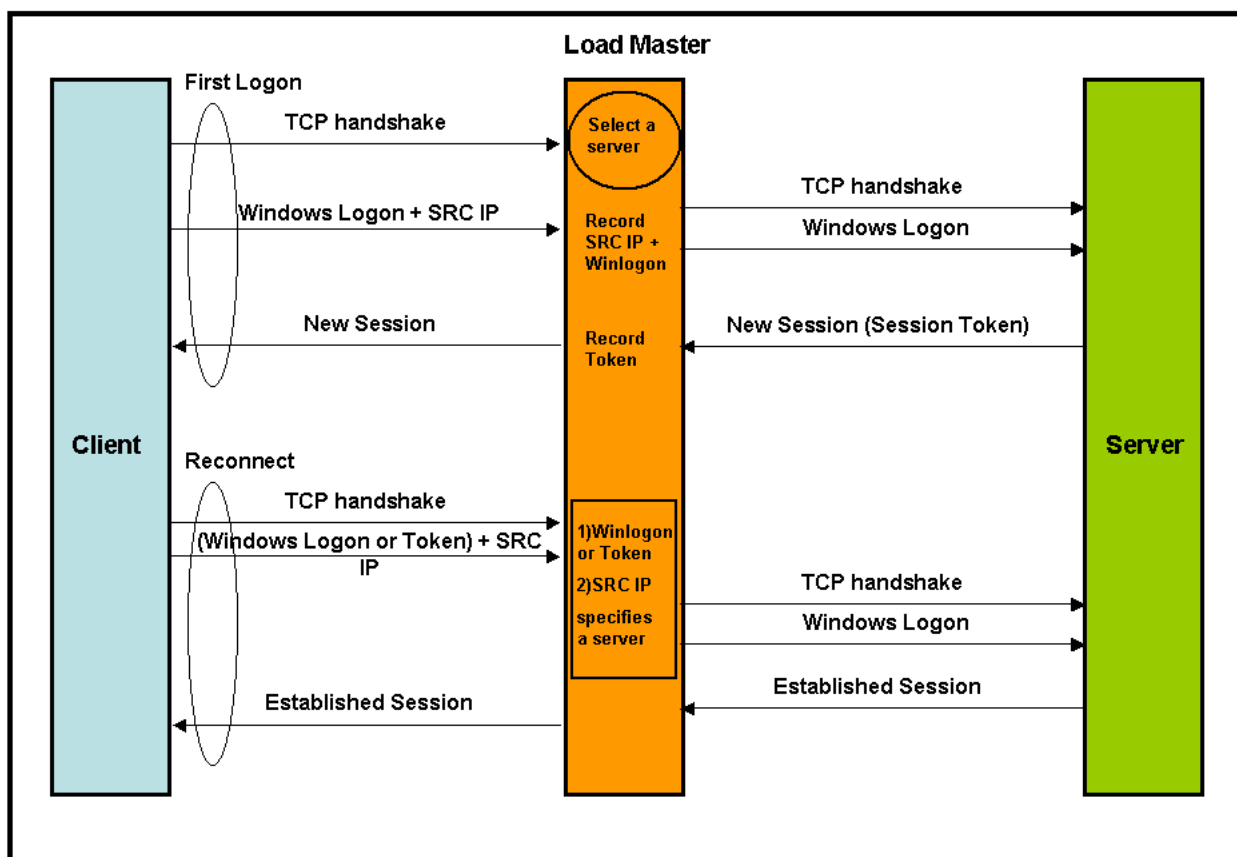 Load Master
First Logon
TCP handshake
Select a
server
TCP handshake
Windows Logon + SRC IP
Record
SRC IP +
Winlogon
Windows Logon
New Session
Record
Token
New Session (Session Token)
Client
Server
Reconnect
TCP handshake
(Windows Logon or Token) + SRC
IP
1)Winlogon
or Token
2)SRC IP
specifies
a server
TCP handshake
Windows Logon
Established Session
Established Session